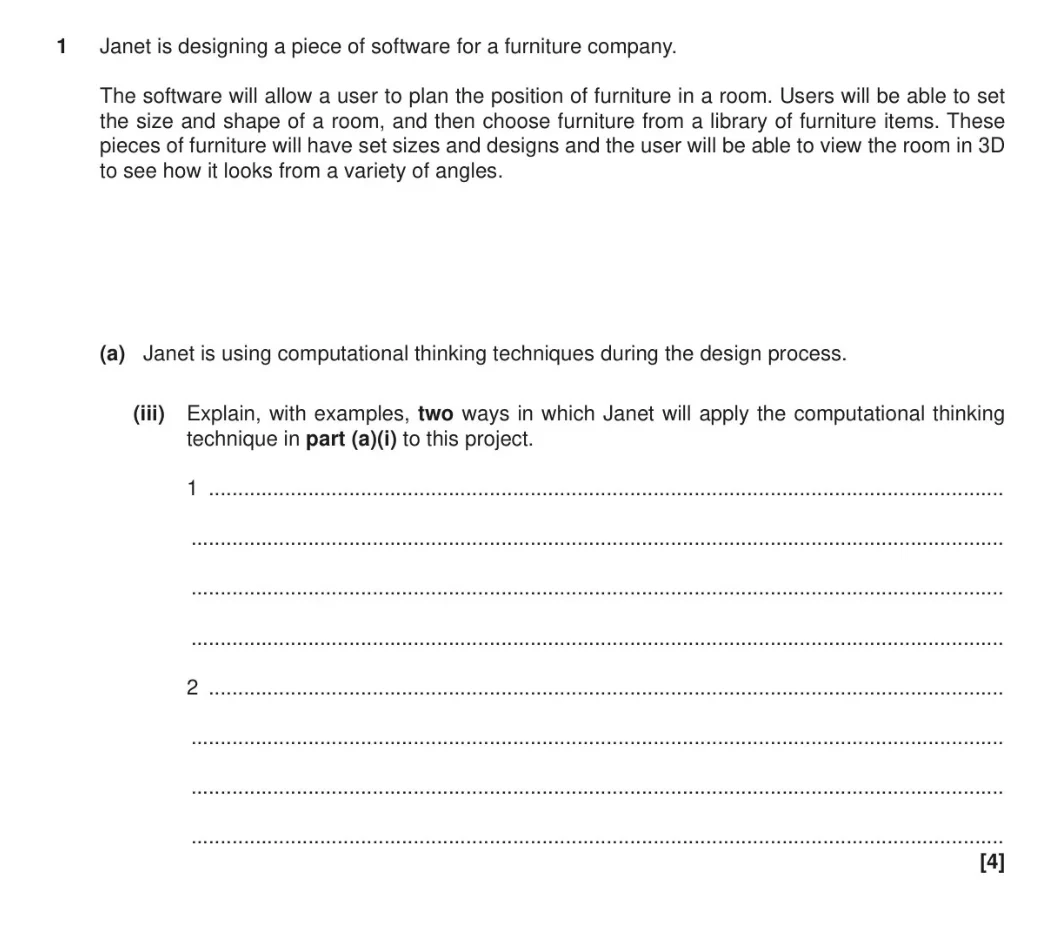 1 Janet is designing a piece of software for a furniture company.
The software will allow a user to plan the position of furniture in a room. Users will be able to set
the size and shape of a room, and then choose furniture from a library of furniture items. These
pieces of furniture will have set sizes and designs and the user will be able to view the room in 3D
to see how it looks from a variety of angles.
(a) Janet is using computational thinking techniques during the design process.
(iii) Explain, with examples, two ways in which Janet will apply the computational thinking
technique in part (a)(i) to this project.
1 ................................................................................
................................................................................
................................................................................
................................................................................
2 ................................................................................
................................................................................
................................................................................
................................................................................
[4]